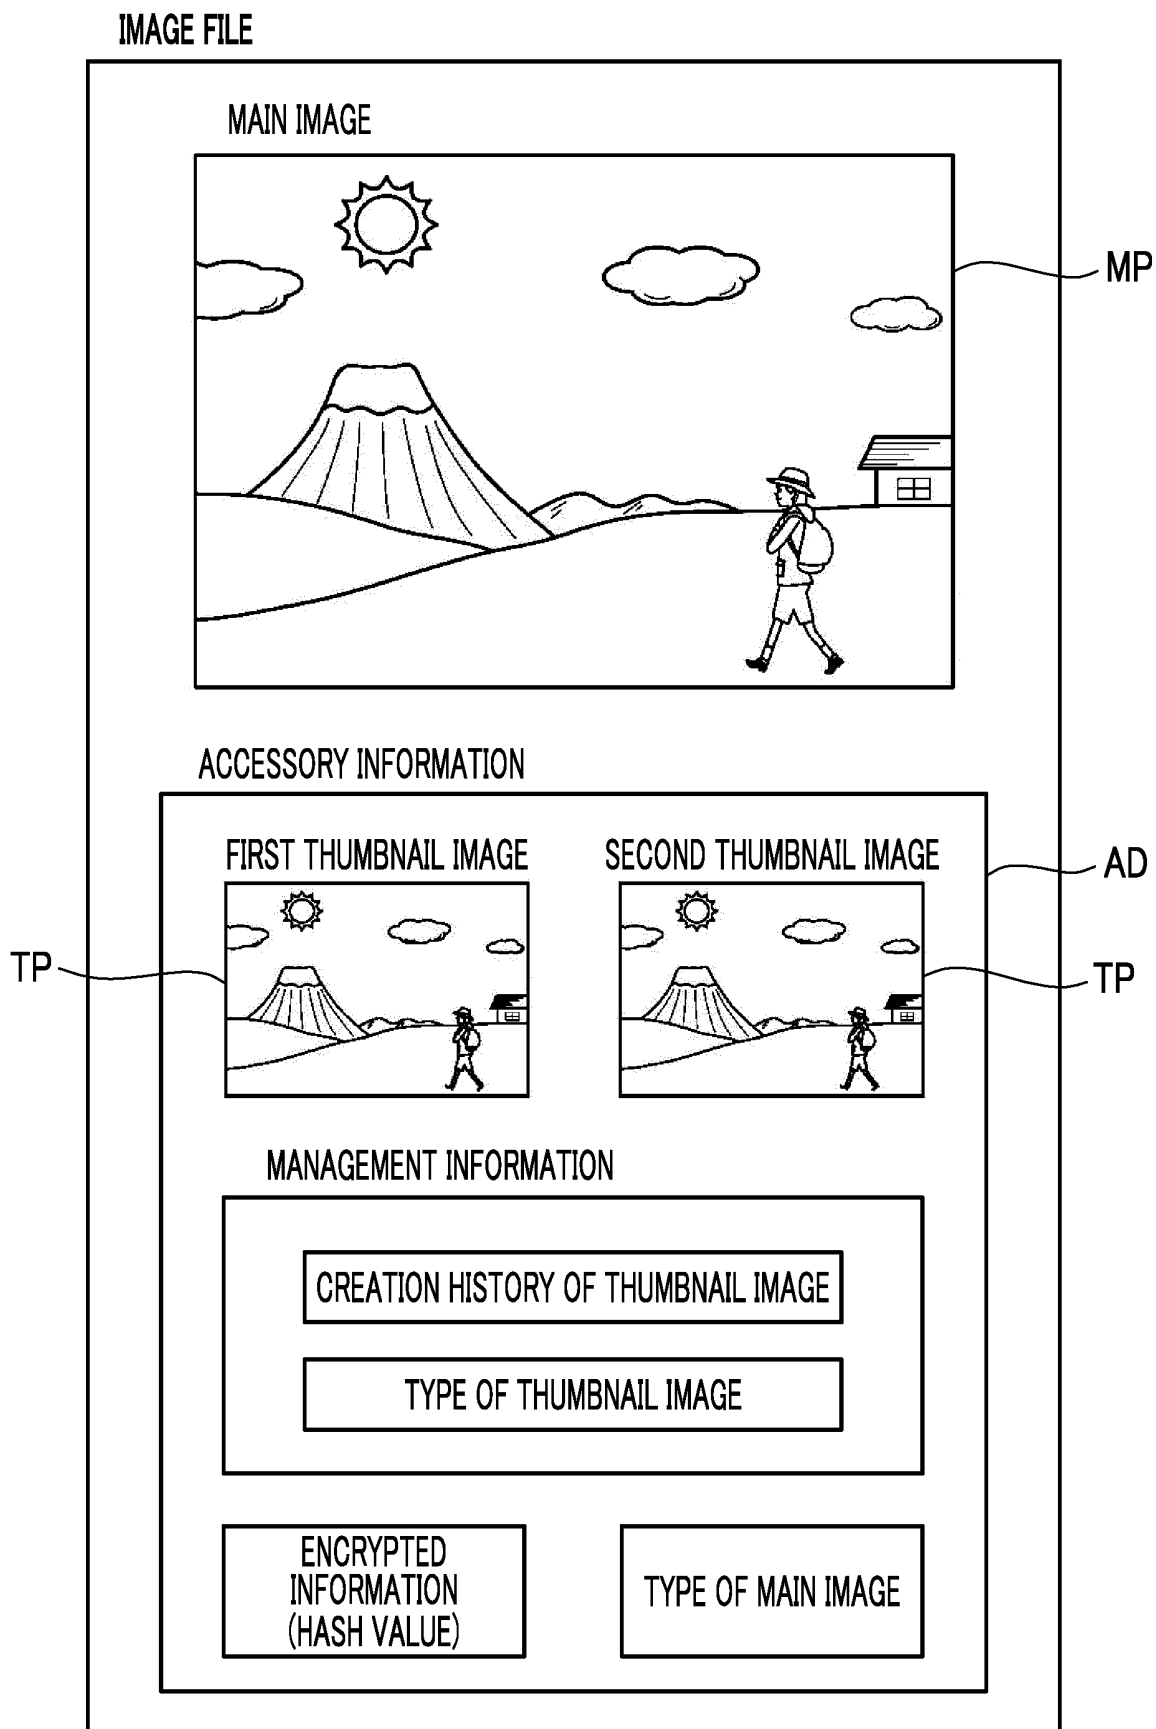 IMAGE FILE
MAIN IMAGE
MP
ACCESSORY INFORMATION
FIRST THUMBNAIL IMAGE
SECOND THUMBNAIL IMAGE
AD
TP
TP
MANAGEMENT INFORMATION
CREATION HISTORY OF THUMBNAIL IMAGE
TYPE OF THUMBNAIL IMAGE
ENCRYPTED
INFORMATION
(HASH VALUE)
TYPE OF MAIN IMAGE